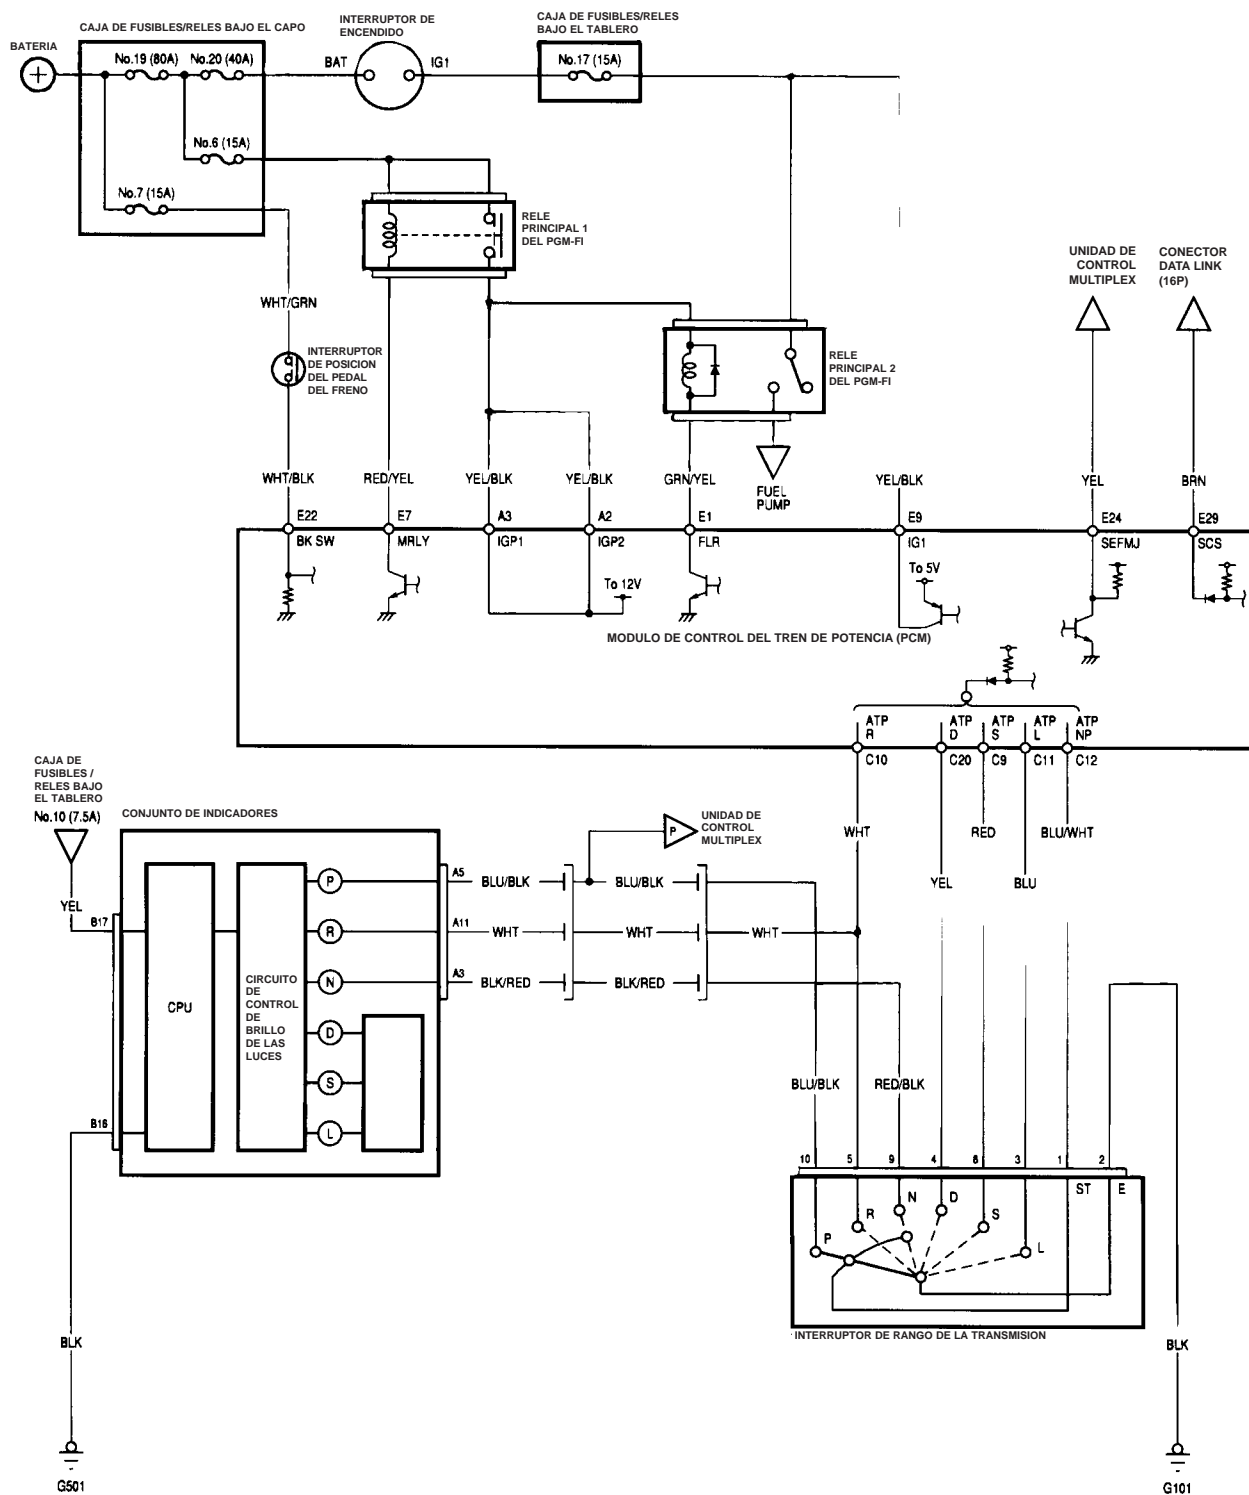 CAJA DE FUSIBLES/RELES BAJO EL CAPO
INTERRUPTOR DE
ENCENDIDO
CAJA DE FUSIBLES/RELES
BAJO EL TABLERO
BATERIA
No.19 (80A)
No.20 (40A)
BAT
IG1
No.17 (15A)
+
No.6 (15A)
No.7 (15A)
RELE
PRINCIPAL 1
DEL PGM-FI
UNIDAD DE
CONTROL
MULTIPLEX
CONECTOR
DATA LINK
(16P)
WHT/GRN
INTERRUPTOR
DE POSICION
DEL PEDAL
DEL FRENO
RELE
PRINCIPAL 2
DEL PGM-FI
WHT/BLK
RED/YEL
YEL/BLK
YEL/BLK
GRN/YEL
FUEL
PUMP
YEL/BLK
YEL
BRN
E22
E7
A3
A2
E1
E9
E24
E29
BK SW
MRLY
IGP1
IGP2
FLR
IG1
SEFMJ
SCS
To 12V
To 5V
MODULO DE CONTROL DEL TREN DE POTENCIA (PCM)
ATP
R
ATP
D
ATP
S
ATP
L
ATP
NP
C10
C20
C9
C11
C12
CAJA DE
FUSIBLES /
RELES BAJO
EL TABLERO
No.10 (7.5A)
CONJUNTO DE INDICADORES
UNIDAD DE
CONTROL
MULTIPLEX
P
WHT
RED
BLU/WHT
YEL
BLU
YEL
B17
P
A5
BLU/BLK
BLU/BLK
R
A11
WHT
WHT
WHT
N
A3
BLK/RED
BLK/RED
CPU
CIRCUITO
DE
CONTROL
DE
BRILLO
DE LAS
LUCES
D
S
L
B16
BLU/BLK
RED/BLK
10
5
9
4
6
3
1
2
ST
E
P
R
N
D
S
L
INTERRUPTOR DE RANGO DE LA TRANSMISION
BLK
BLK
G501
G101